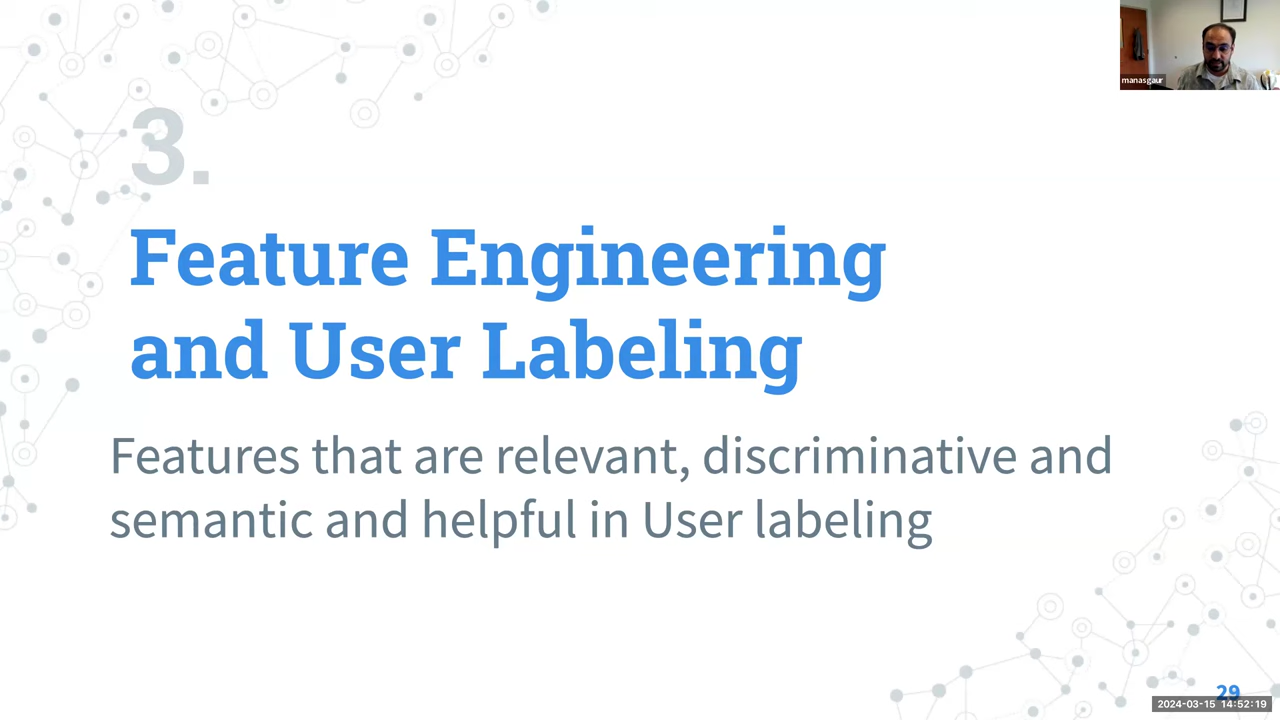 manasgaur
3.
Feature Engineering
and User Labeling
Features that are relevant, discriminative and
semantic and helpful in User labeling
29
2024-03-15 14:52:19